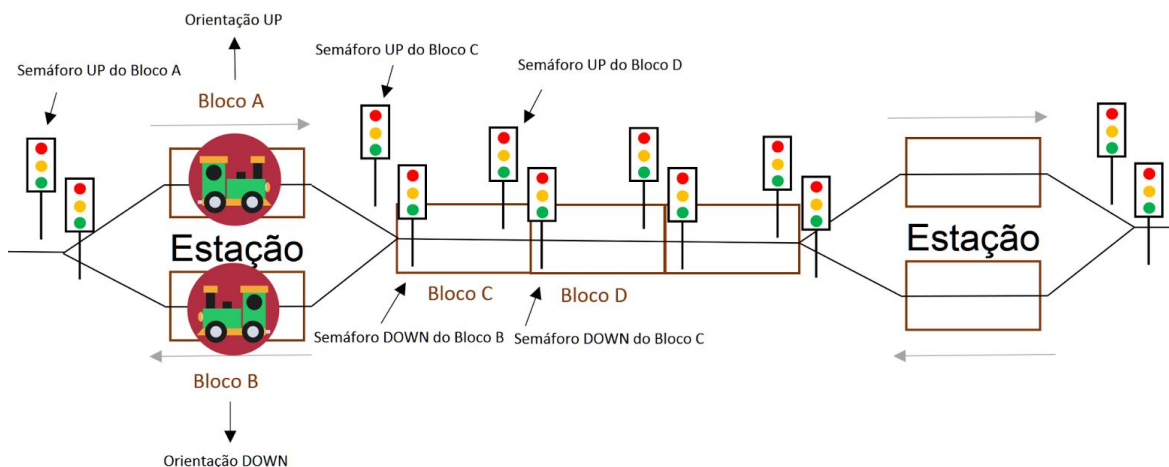 Orientação UP
Semáforo UP do Bloco A
Bloco A
Semáforo UP do Bloco C
Semáforo UP do Bloco D
Estação
Estação
Bloco C
Bloco D
Semáforo DOWN do Bloco B
Semáforo DOWN do Bloco C
Bloco B
Orientação DOWN